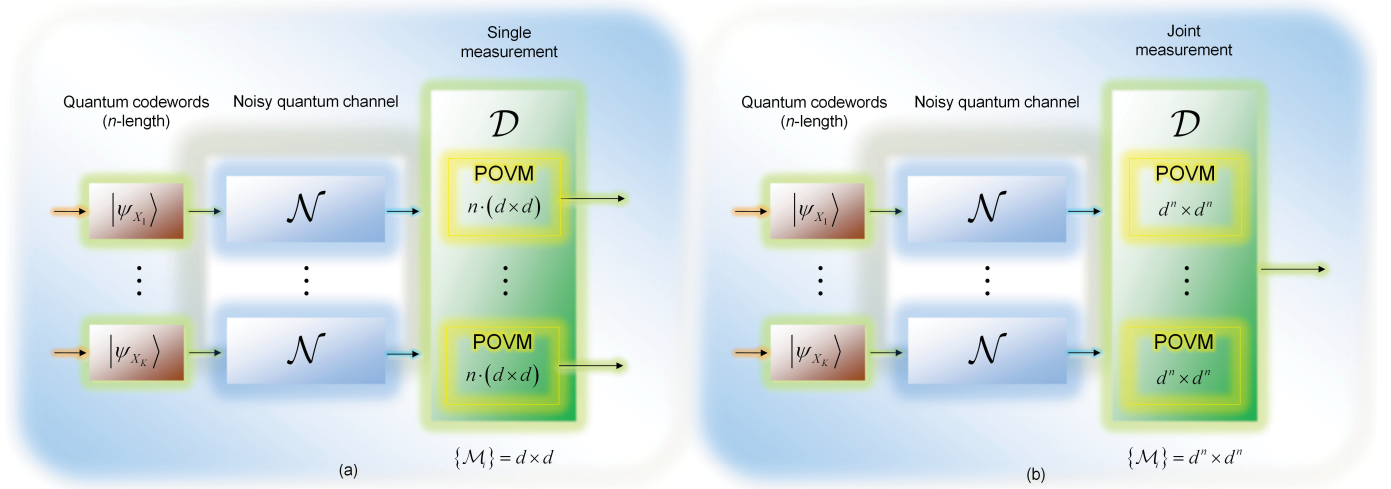 Single
measurement
Quantum codewords
(n-length)
Noisy quantum channel
𝒟
|ψ_{X_1}⟩
𝒩
POVM
n·(d×d)
⋮
⋮
⋮
|ψ_{X_K}⟩
𝒩
POVM
n·(d×d)
{ℳ_i} = d×d
(a)
Joint
measurement
Quantum codewords
(n-length)
Noisy quantum channel
𝒟
|ψ_{X_1}⟩
𝒩
POVM
d^n×d^n
⋮
⋮
⋮
|ψ_{X_K}⟩
𝒩
POVM
d^n×d^n
{ℳ_i} = d^n×d^n
(b)